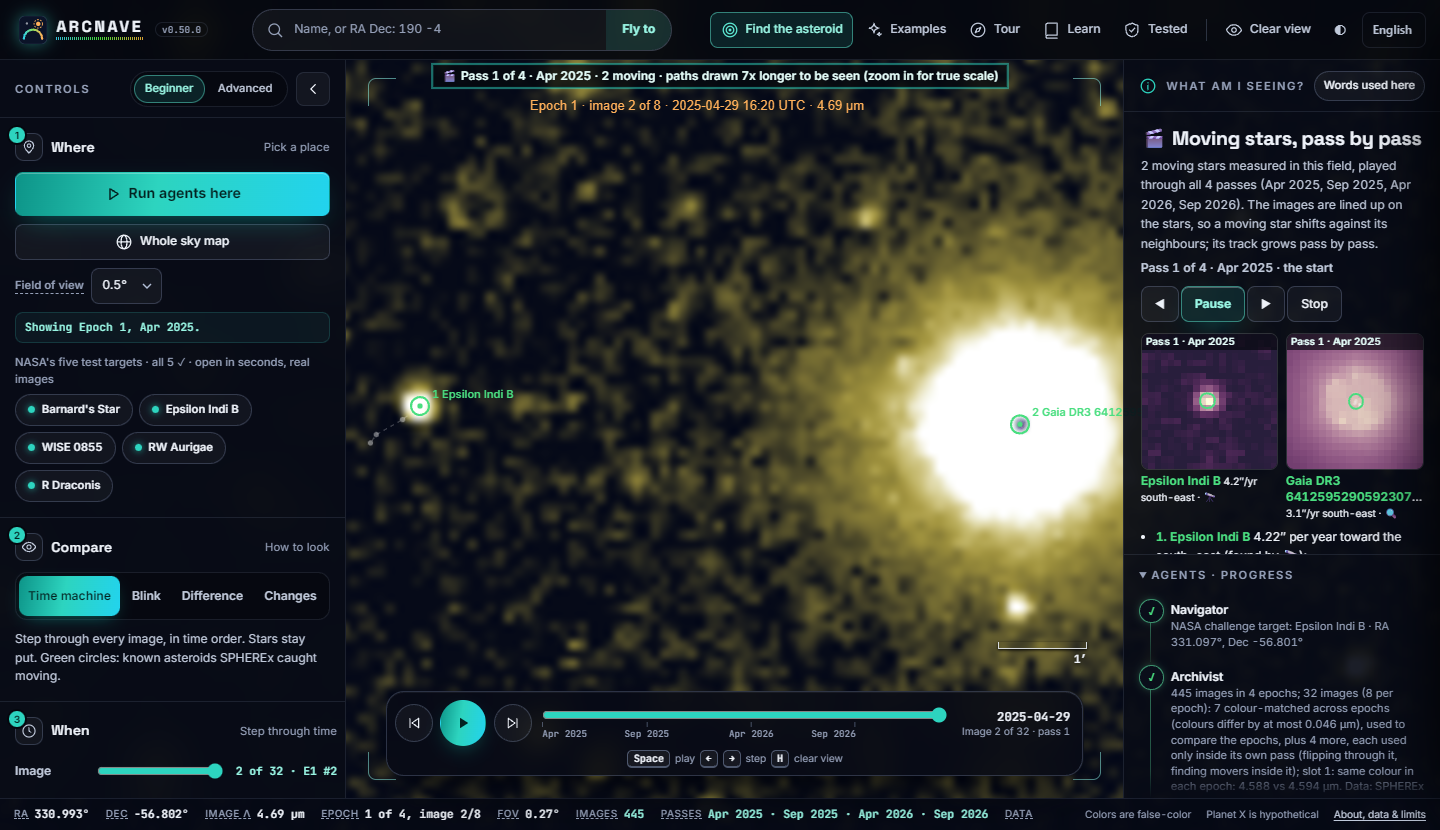 ARCNAVE v0.50.0
Name, or RA Dec: 190 -4
Fly to
Find the asteroid
Examples
Tour
Learn
Tested
Clear view
English
CONTROLS
Beginner
Advanced
1
Where
Pick a place
Run agents here
Whole sky map
Field of view
0.5°
Showing Epoch 1, Apr 2025.
NASA's five test targets · all 5 ✓ · open in seconds, real
images
Barnard's Star
Epsilon Indi B
WISE 0855
RW Aurigae
R Draconis
2
Compare
How to look
Time machine
Blink
Difference
Changes
Step through every image, in time order. Stars stay
put. Green circles: known asteroids SPHEREx caught
moving.
3
When
Step through time
Image
2 of 32 · E1 #2
Pass 1 of 4 · Apr 2025 · 2 moving · paths drawn 7x longer to be seen (zoom in for true scale)
Epoch 1 · image 2 of 8 · 2025-04-29 16:20 UTC · 4.69 µm
1 Epsilon Indi B
2 Gaia DR3 6412
1′
Apr 2025
Sep 2025
Apr 2026
Sep 2026
2025-04-29
Image 2 of 32 · pass 1
Space play ← → step H clear view
WHAT AM I SEEING?
Words used here
Moving stars, pass by pass
2 moving stars measured in this field, played
through all 4 passes (Apr 2025, Sep 2025, Apr
2026, Sep 2026). The images are lined up on
the stars, so a moving star shifts against its
neighbours; its track grows pass by pass.
Pass 1 of 4 · Apr 2025 · the start
◀
Pause
▶
Stop
Pass 1 · Apr 2025
Pass 1 · Apr 2025
Epsilon Indi B 4.2″/yr
south-east ·
Gaia DR3
6412595290592307...
3.1″/yr south-east ·
• 1. Epsilon Indi B 4.22″ per year toward the
▼ AGENTS · PROGRESS
Navigator
NASA challenge target: Epsilon Indi B · RA
331.097°, Dec -56.801°
Archivist
445 images in 4 epochs; 32 images (8 per
epoch): 7 colour-matched across epochs
(colours differ by at most 0.046 µm), used to
compare the epochs, plus 4 more, each used
only inside its own pass (flipping through it,
finding movers inside it); slot 1: same colour in
each epoch: 4.588 vs 4.594 µm. Data: SPHEREx
RA 330.993° DEC -56.802° IMAGE Λ 4.69 µm EPOCH 1 of 4, image 2/8 FOV 0.27° IMAGES 445 PASSES Apr 2025 · Sep 2025 · Apr 2026 · Sep 2026 DATA
Colors are false-color
Planet X is hypothetical
About, data & limits